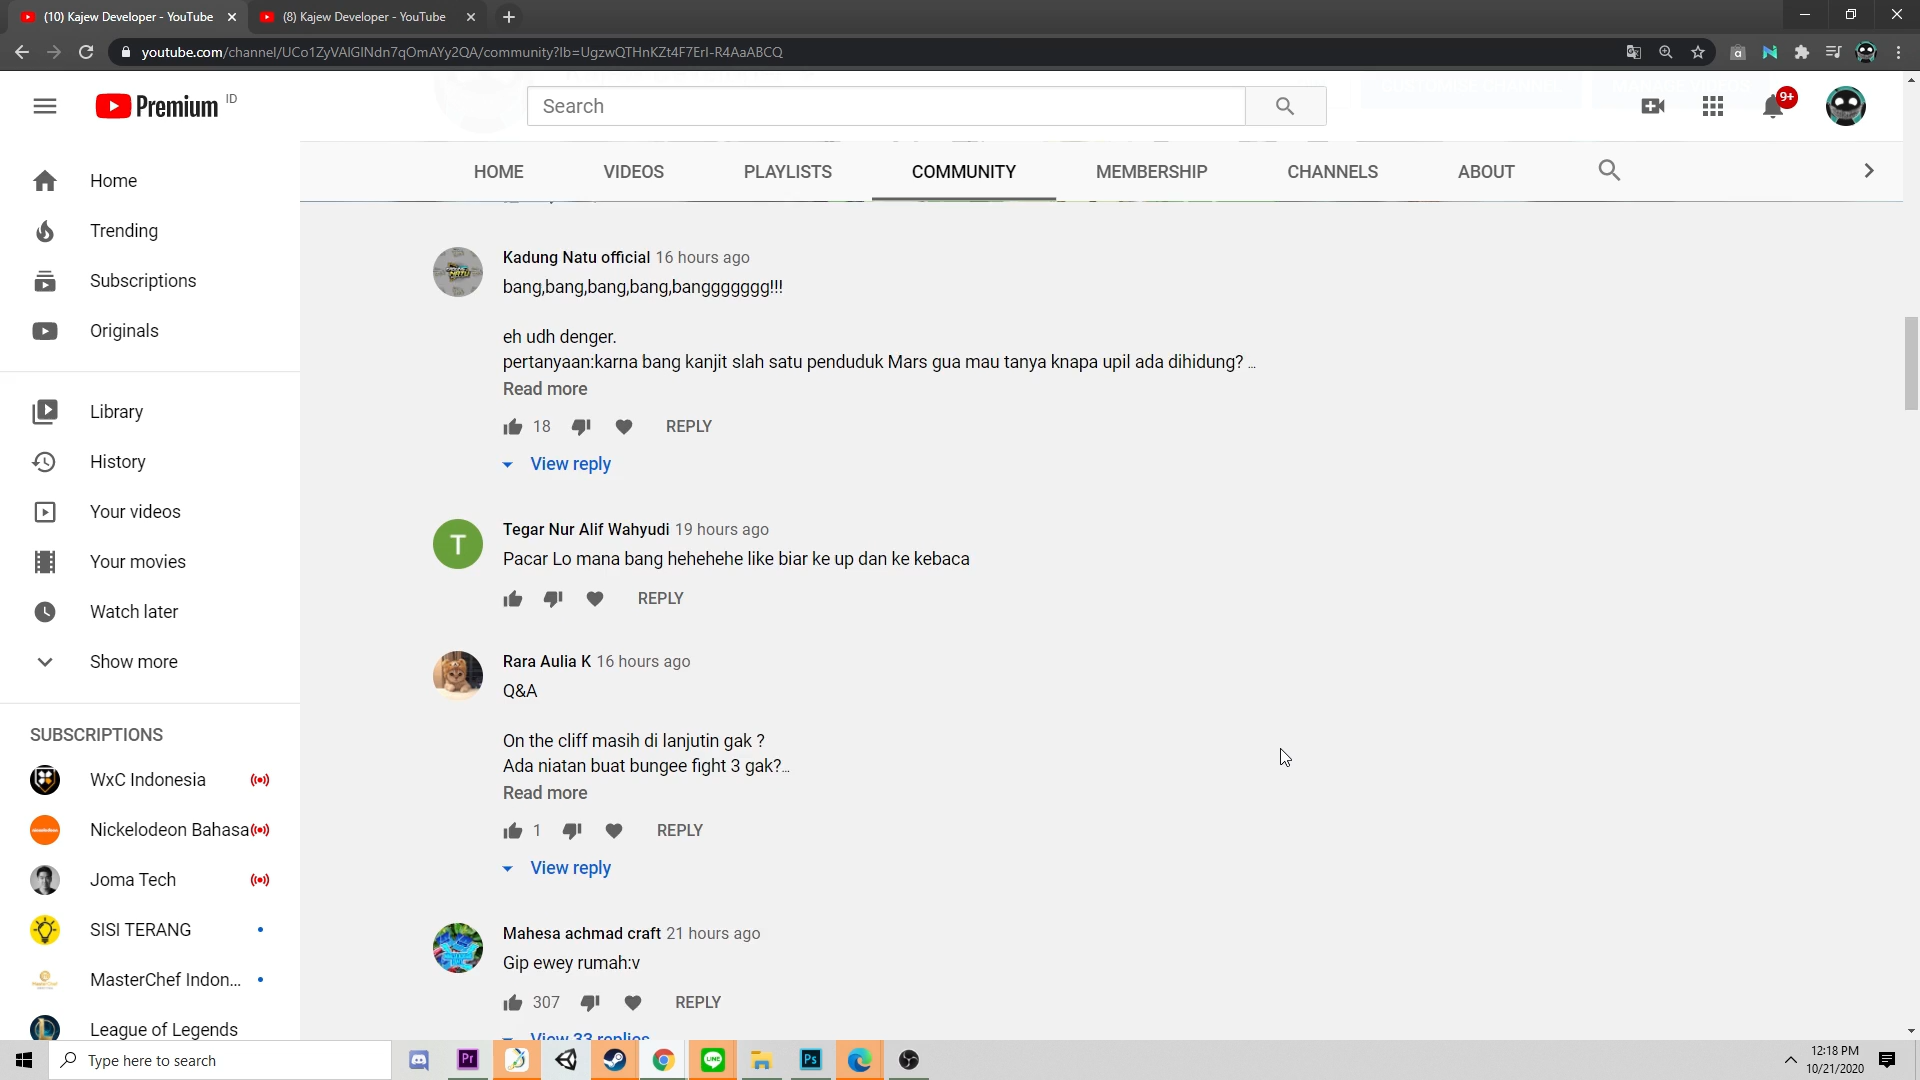 (10) Kajew Developer - YouTube
(8) Kajew Developer - YouTube
youtube.com/channel/UCo1ZyVAlGlNdn7qOmAYy2QA/community?lb=UgzwQTHnKZt4F7ErI-R4AaABCQ
Premium ID
Search
9+
HOME VIDEOS PLAYLISTS COMMUNITY MEMBERSHIP CHANNELS ABOUT
Home
Trending
Subscriptions
Originals
Library
History
Your videos
Your movies
Watch later
Show more
SUBSCRIPTIONS
WxC Indonesia
Nickelodeon Bahasa
Joma Tech
SISI TERANG
MasterChef Indon...
League of Legends
Kadung Natu official 16 hours ago
bang,bang,bang,bang,banggggggg!!!
eh udh denger.
pertanyaan:karna bang kanjit slah satu penduduk Mars gua mau tanya knapa upil ada dihidung? ...
Read more
18 REPLY
View reply
T
Tegar Nur Alif Wahyudi 19 hours ago
Pacar Lo mana bang hehehehe like biar ke up dan ke kebaca
REPLY
Rara Aulia K 16 hours ago
Q&A
On the cliff masih di lanjutin gak ?
Ada niatan buat bungee fight 3 gak?...
Read more
1 REPLY
View reply
Mahesa achmad craft 21 hours ago
Gip ewey rumah:v
307 REPLY
View 33 replies
Type here to search
Pr
LINE
Ps
12:18 PM
10/21/2020